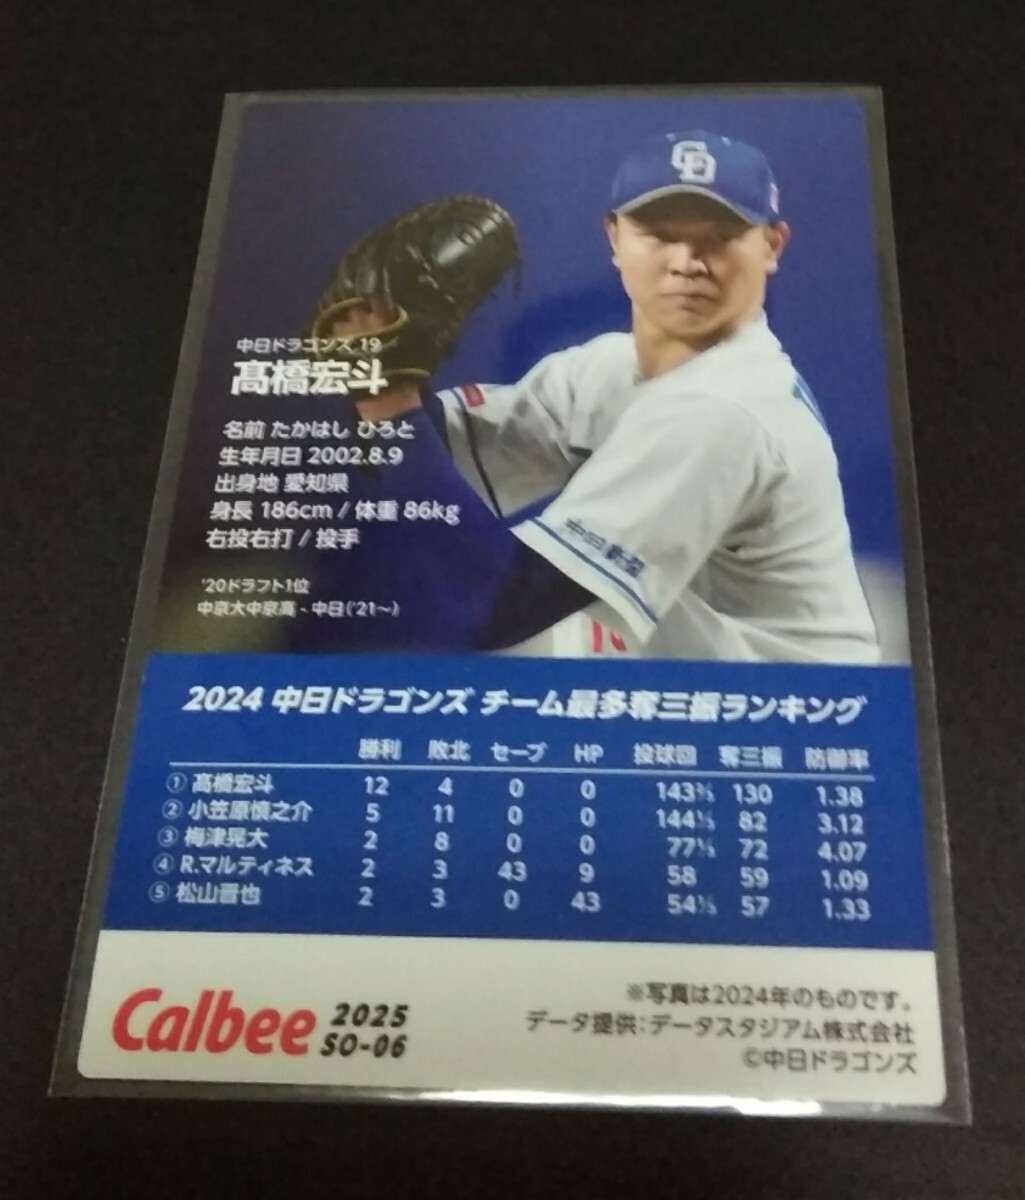 CD
中日ドラゴンズ 19
髙橋宏斗
名前 たかはし ひろと
生年月日 2002.8.9
出身地 愛知県
身長 186cm / 体重 86kg
右投右打 / 投手
'20ドラフト1位
中京大中京高 - 中日('21~)
中日新聞
2024 中日ドラゴンズ チーム最多奪三振ランキング
勝利 敗北 セーブ HP 投球回 奪三振 防御率
① 髙橋宏斗 12 4 0 0 143⅔ 130 1.38
② 小笠原慎之介 5 11 0 0 144⅓ 82 3.12
③ 梅津晃大 2 8 0 0 77⅓ 72 4.07
④ R.マルティネス 2 3 43 9 58 59 1.09
⑤ 松山晋也 2 3 0 43 54⅓ 57 1.33
Calbee 2025
SO-06
※写真は2024年のものです。
データ提供:データスタジアム株式会社
©中日ドラゴンズ